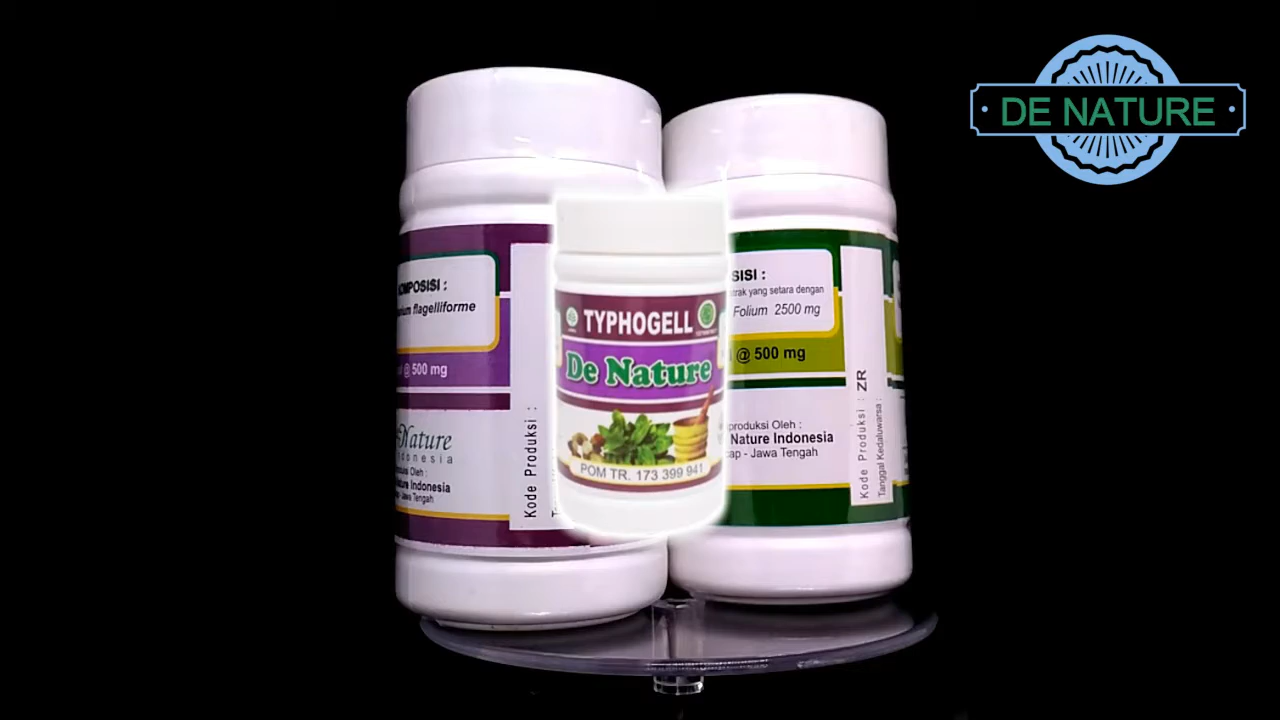 DE NATURE
KOMPOSISI :
flagelliforme
@ 500 mg
Nature
Oleh :
Nature Indonesia
Jawa Tengah
Kode Produksi :
TYPHOGELL
De Nature
POM TR. 173 399 941
yang setara dengan
Folium 2500 mg
@ 500 mg
Oleh :
Nature Indonesia
- Jawa Tengah
Kode Produksi : ZR
Tanggal Kedaluwarsa :